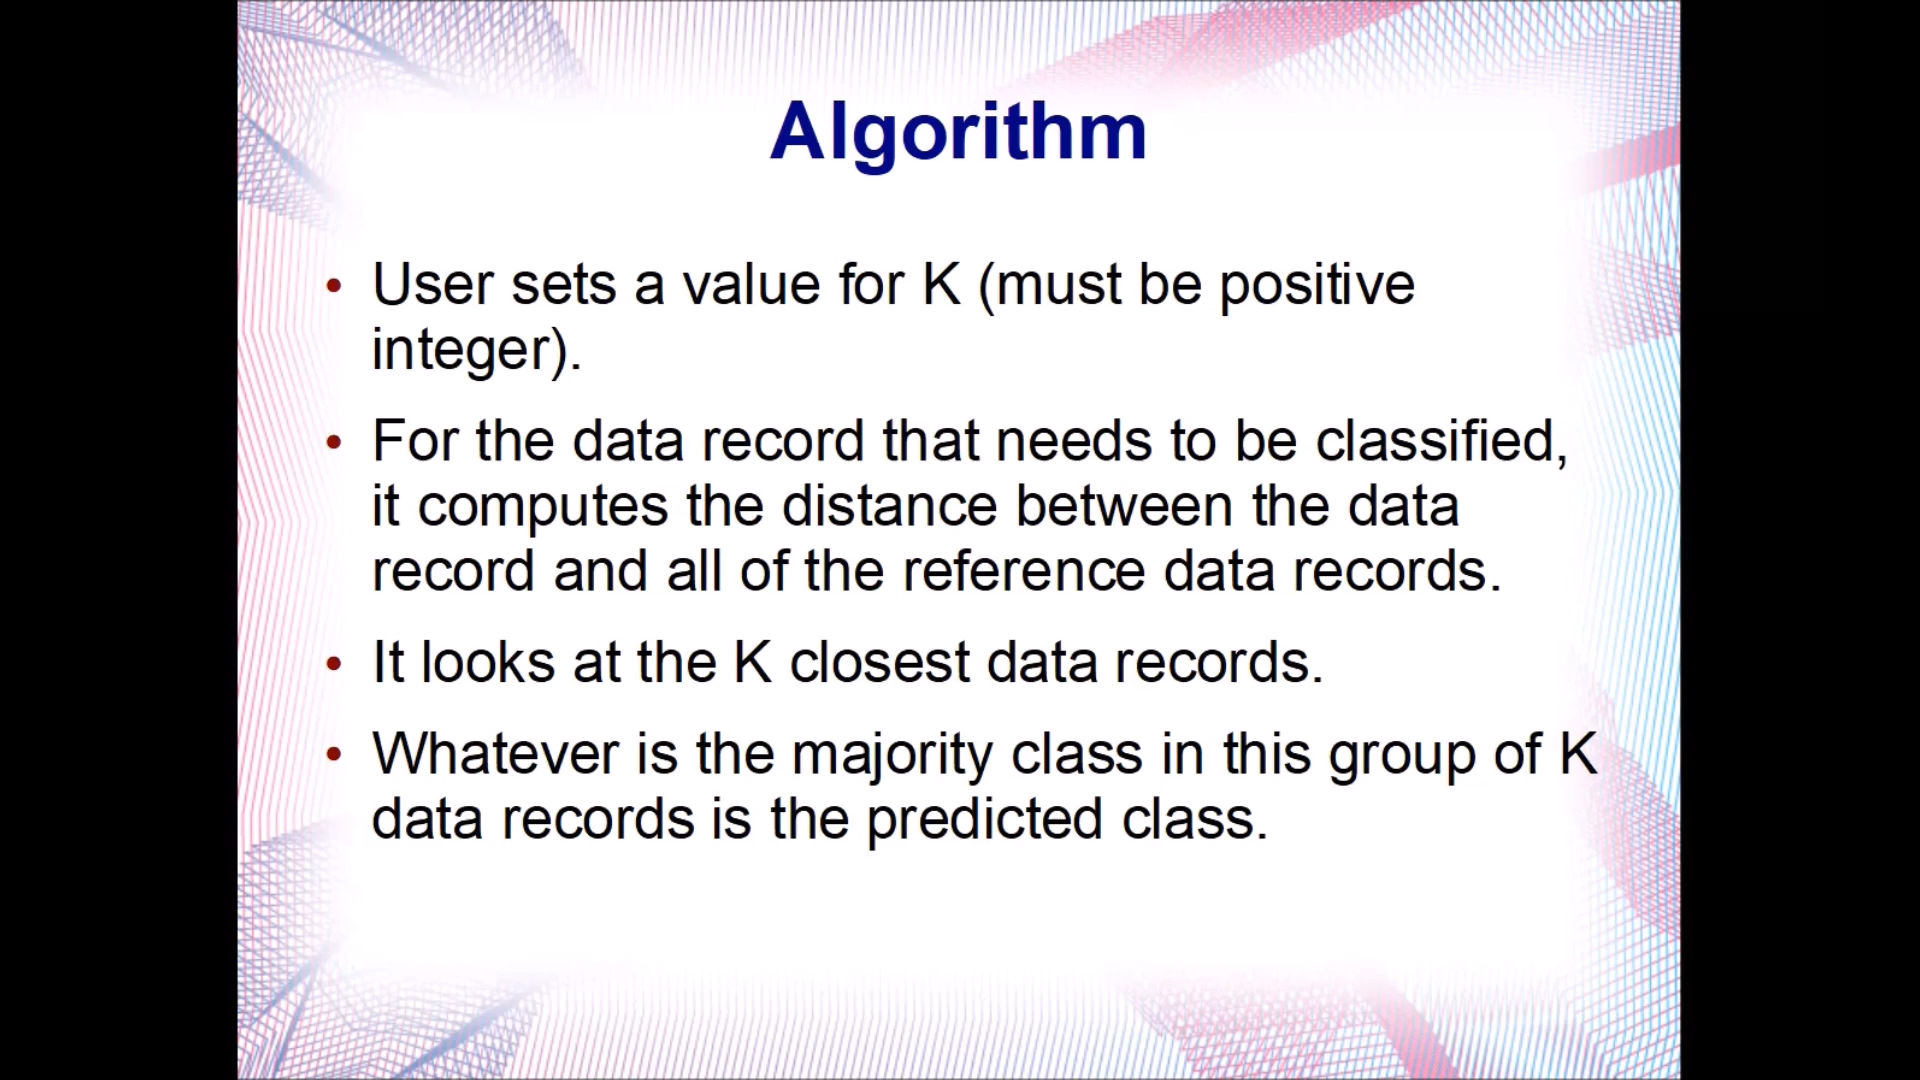 Algorithm
• User sets a value for K (must be positive
integer).
• For the data record that needs to be classified,
it computes the distance between the data
record and all of the reference data records.
• It looks at the K closest data records.
• Whatever is the majority class in this group of K
data records is the predicted class.